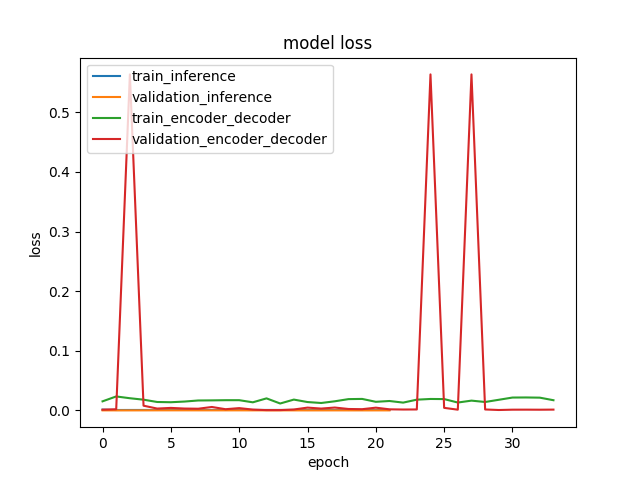 model loss
train_inference
validation_inference
train_encoder_decoder
validation_encoder_decoder
loss
0.5
0.4
0.3
0.2
0.1
0.0
0 5 10 15 20 25 30
epoch